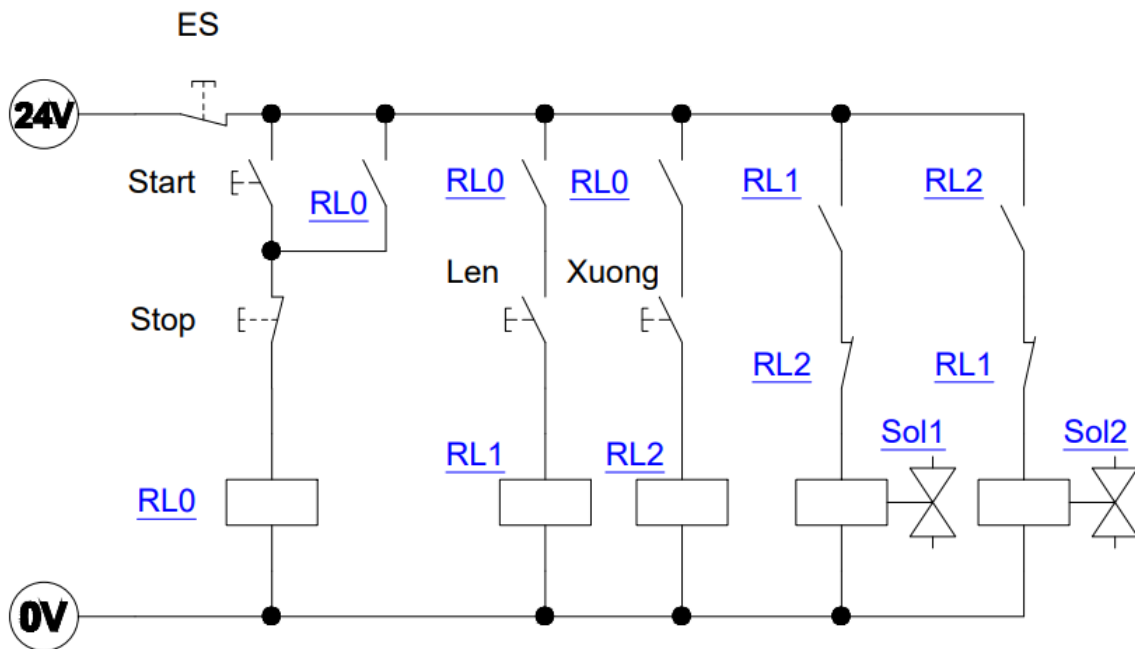 ES
24V
Start
RL0
RL0
RL0
RL1
RL2
Stop
Len
Xuong
RL2
RL1
RL0
RL1
RL2
Sol1
Sol2
0V